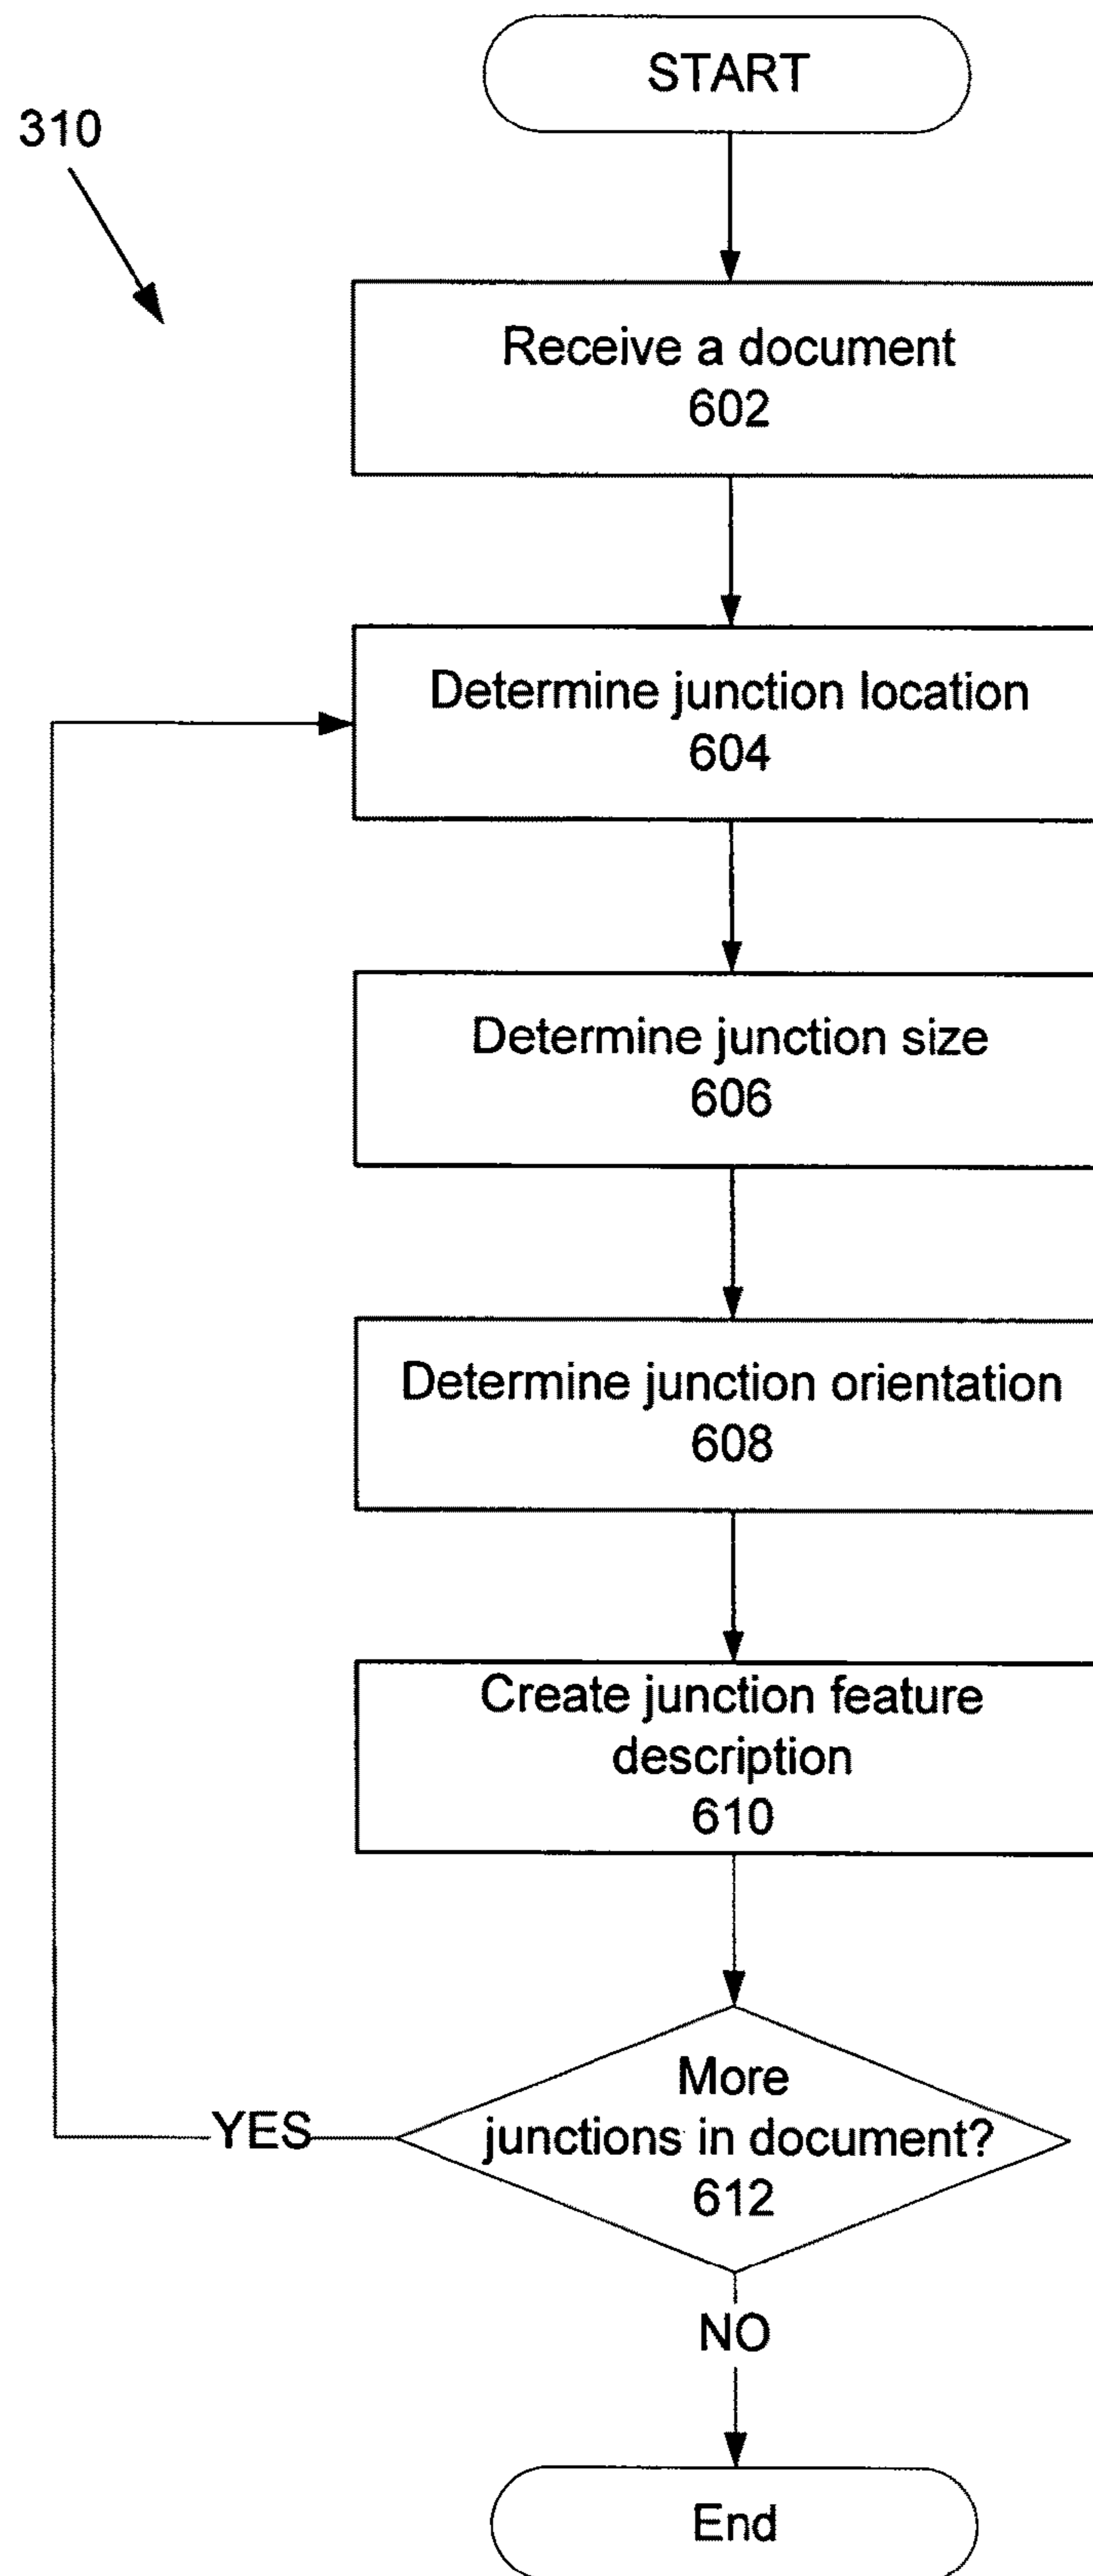 START
310
Receive a document
602
Determine junction location
604
Determine junction size
606
Determine junction orientation
608
Create junction feature
description
610
More
junctions in document?
612
YES
NO
End